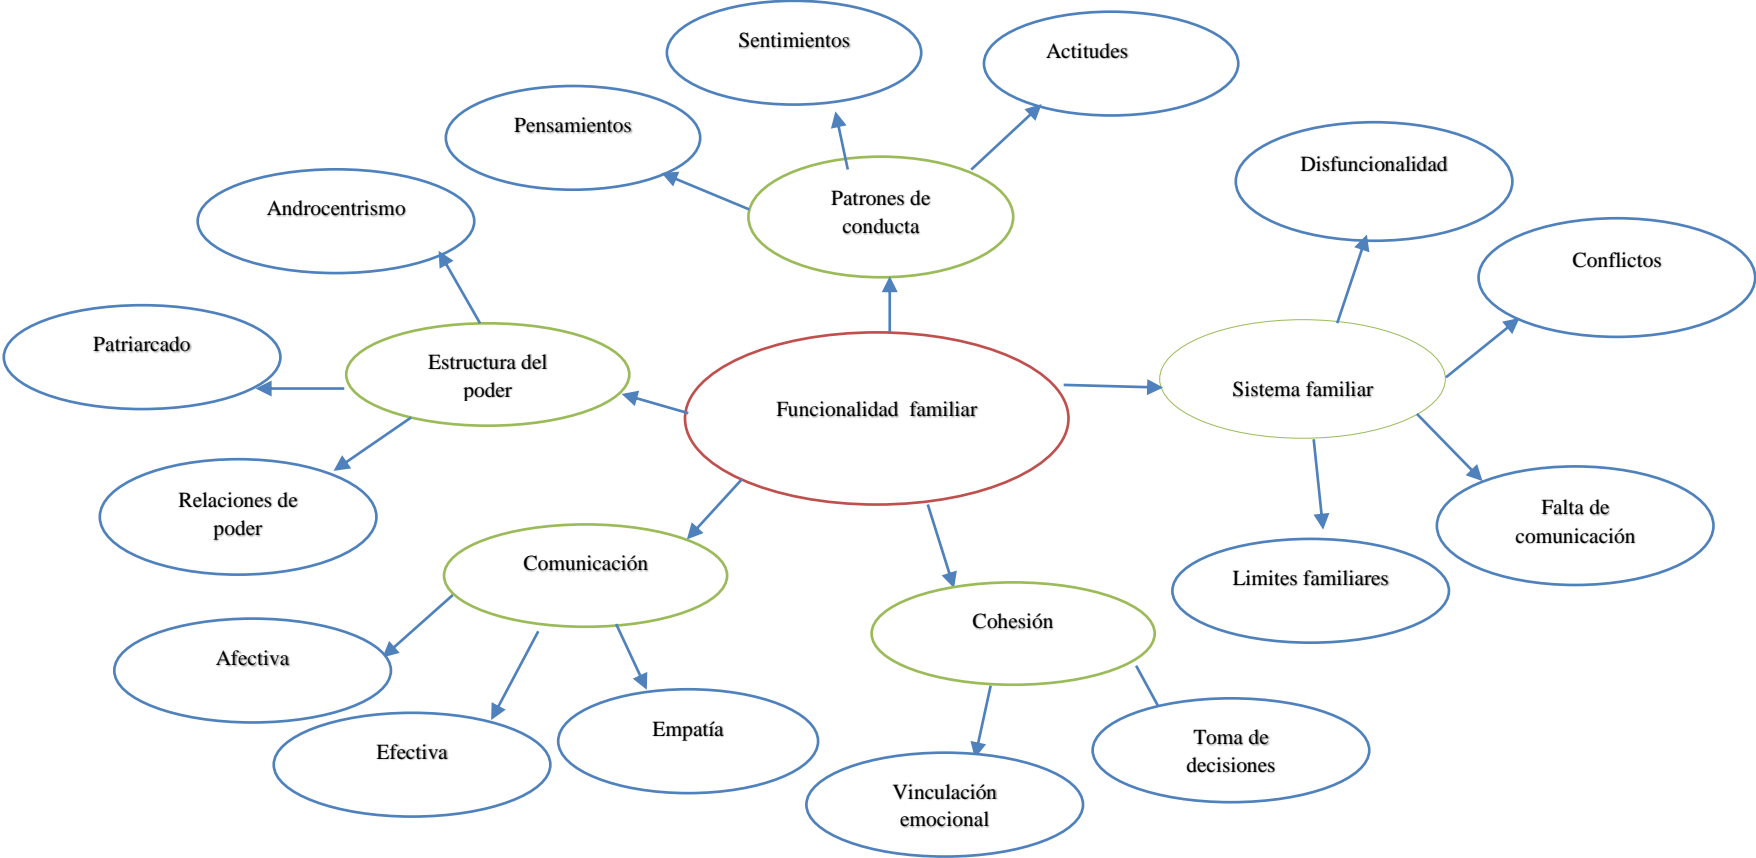 Sentimientos
Actitudes
Pensamientos
Disfuncionalidad
Patrones de
conducta
Androcentrismo
Conflictos
Patriarcado
Estructura del
poder
Sistema familiar
Funcionalidad  familiar
Relaciones de
poder
Falta de
comunicación
Comunicación
Limites familiares
Cohesión
Afectiva
Empatía
Efectiva
Toma de
decisiones
Vinculación
emocional